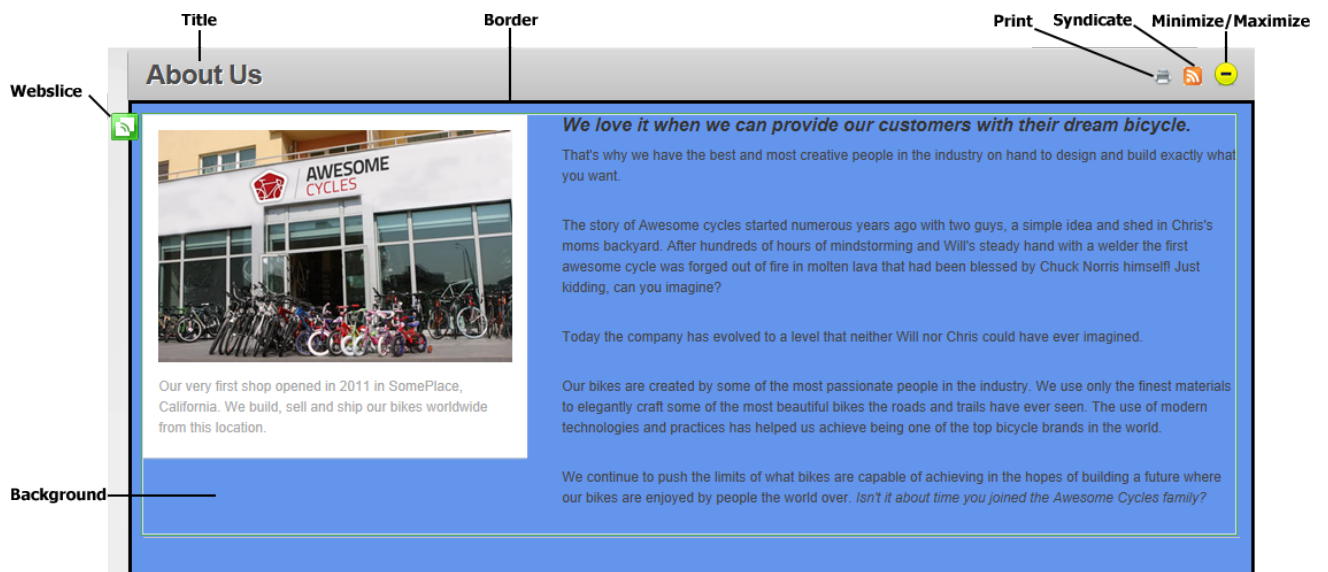 Title
Border
Print
Syndicate
Minimize/Maximize
About Us
Webslice
AWESOME
CYCLES
Our very first shop opened in 2011 in SomePlace,
California. We build, sell and ship our bikes worldwide
from this location.
Background
We love it when we can provide our customers with their dream bicycle.
That's why we have the best and most creative people in the industry on hand to design and build exactly what
you want.
The story of Awesome cycles started numerous years ago with two guys, a simple idea and shed in Chris's
moms backyard. After hundreds of hours of mindstorming and Will's steady hand with a welder the first
awesome cycle was forged out of fire in molten lava that had been blessed by Chuck Norris himself! Just
kidding, can you imagine?
Today the company has evolved to a level that neither Will nor Chris could have ever imagined.
Our bikes are created by some of the most passionate people in the industry. We use only the finest materials
to elegantly craft some of the most beautiful bikes the roads and trails have ever seen. The use of modern
technologies and practices has helped us achieve being one of the top bicycle brands in the world.
We continue to push the limits of what bikes are capable of achieving in the hopes of building a future where
our bikes are enjoyed by people the world over. Isn't it about time you joined the Awesome Cycles family?